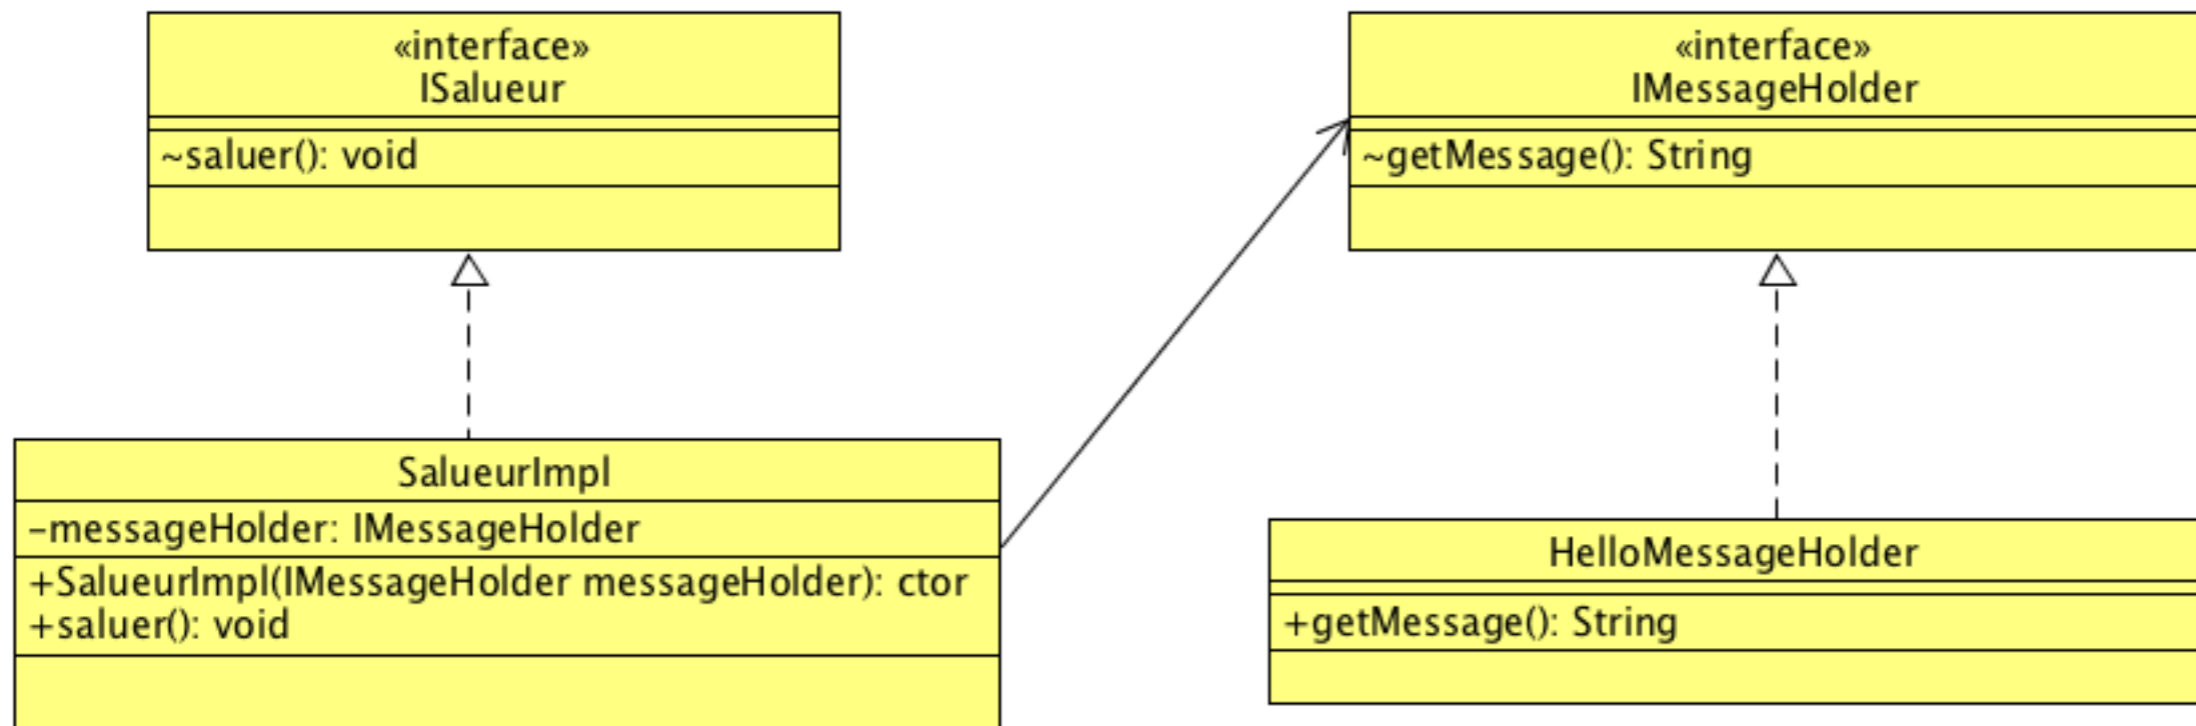 «interface»
ISalueur
~saluer(): void
«interface»
IMessageHolder
~getMessage(): String
SalueurImpl
-messageHolder: IMessageHolder
+SalueurImpl(IMessageHolder messageHolder): ctor
+saluer(): void
HelloMessageHolder
+getMessage(): String